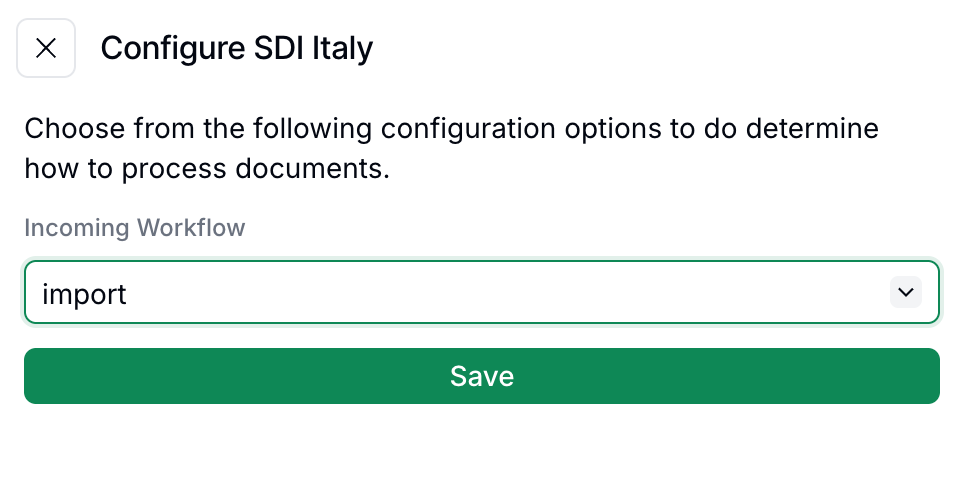 Configure SDI Italy
Choose from the following configuration options to do determine
how to process documents.
Incoming Workflow
import
Save